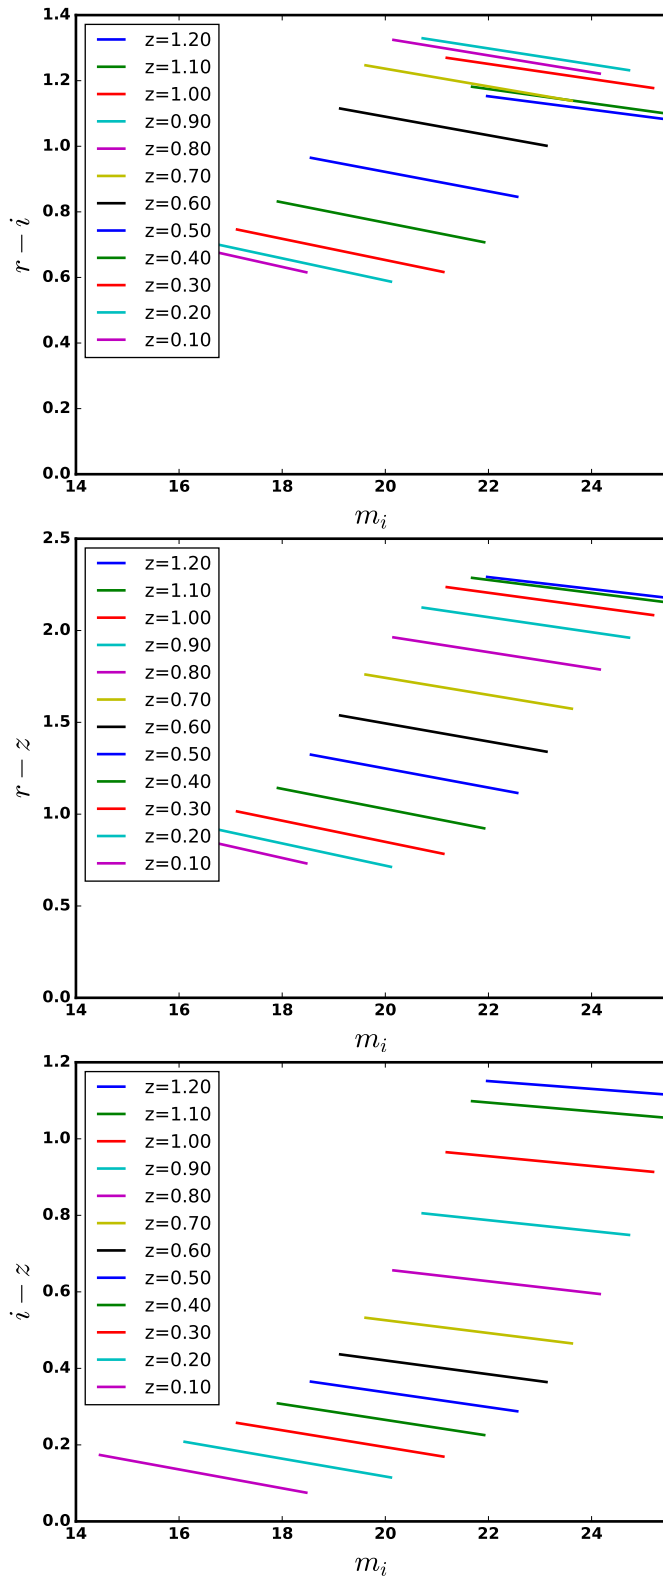 1.4
1.2
1.0
0.8
0.6
0.4
0.2
0.0
r − i
z=1.20
z=1.10
z=1.00
z=0.90
z=0.80
z=0.70
z=0.60
z=0.50
z=0.40
z=0.30
z=0.20
z=0.10
14 16 18 20 22 24
m_i
2.5
2.0
1.5
1.0
0.5
0.0
r − z
z=1.20
z=1.10
z=1.00
z=0.90
z=0.80
z=0.70
z=0.60
z=0.50
z=0.40
z=0.30
z=0.20
z=0.10
14 16 18 20 22 24
m_i
1.2
1.0
0.8
0.6
0.4
0.2
0.0
i − z
z=1.20
z=1.10
z=1.00
z=0.90
z=0.80
z=0.70
z=0.60
z=0.50
z=0.40
z=0.30
z=0.20
z=0.10
14 16 18 20 22 24
m_i